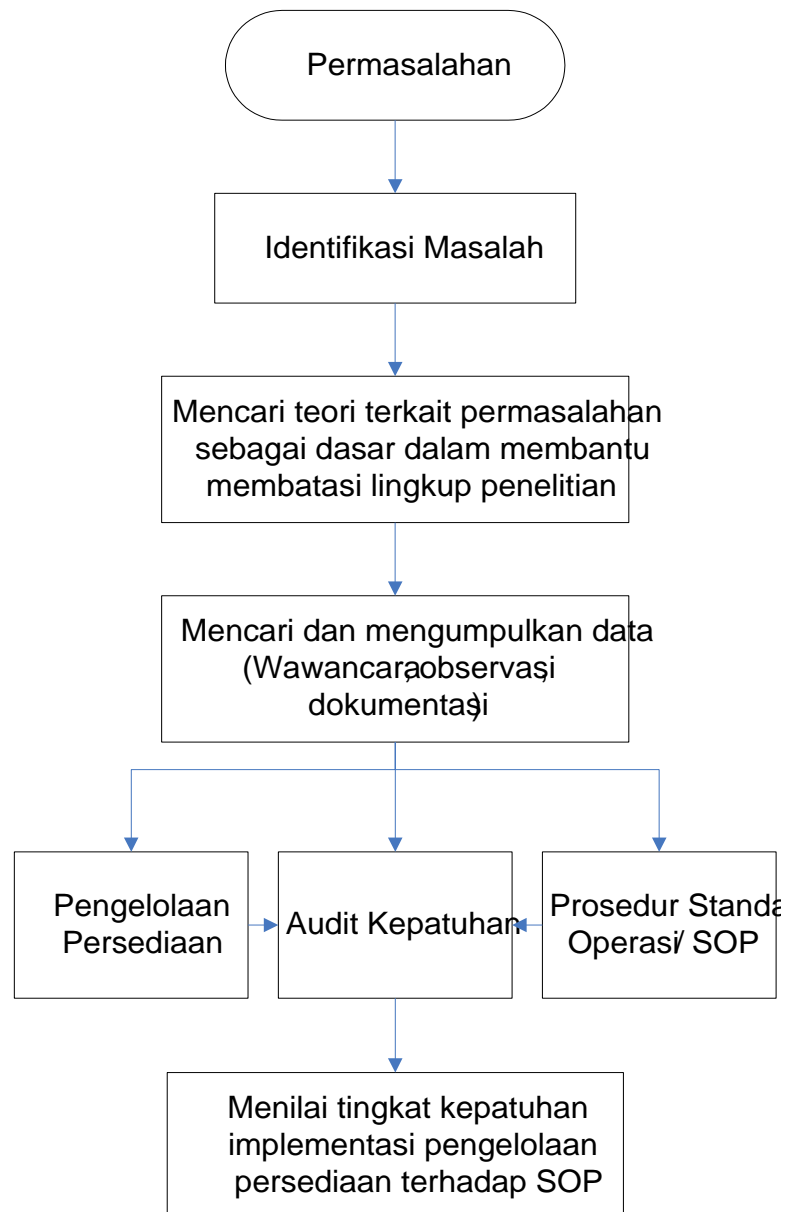 Permasalahan
Identifikasi Masalah
Mencari teori terkait permasalahan
sebagai dasar dalam membantu
membatasi lingkup penelitian
Mencari dan mengumpulkan data
(Wawancara, observasi,
dokumentasi)
Pengelolaan
Persediaan
Audit Kepatuhan
Prosedur Standa
Operasi/ SOP
Menilai tingkat kepatuhan
implementasi pengelolaan
persediaan terhadap SOP